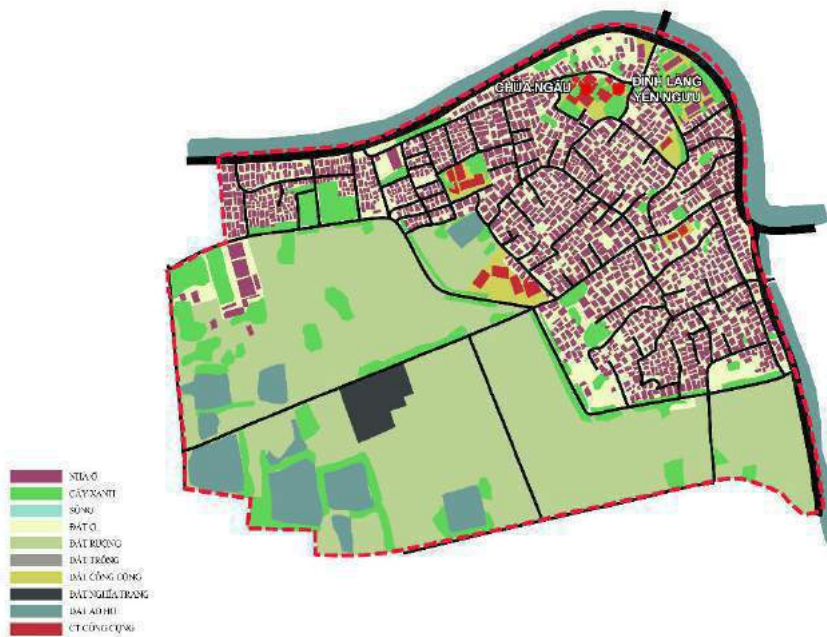 CHÙA NGÂU
ĐÌNH LÀNG
YÊN NGƯU
NHÀ Ở
CÂY XANH
SÔNG
ĐẤT Ở
ĐẤT RUỘNG
ĐẤT TRỐNG
ĐẤT CÔNG CỘNG
ĐẤT NGHĨA TRANG
ĐẤT AO HỒ
CT CÔNG CỘNG